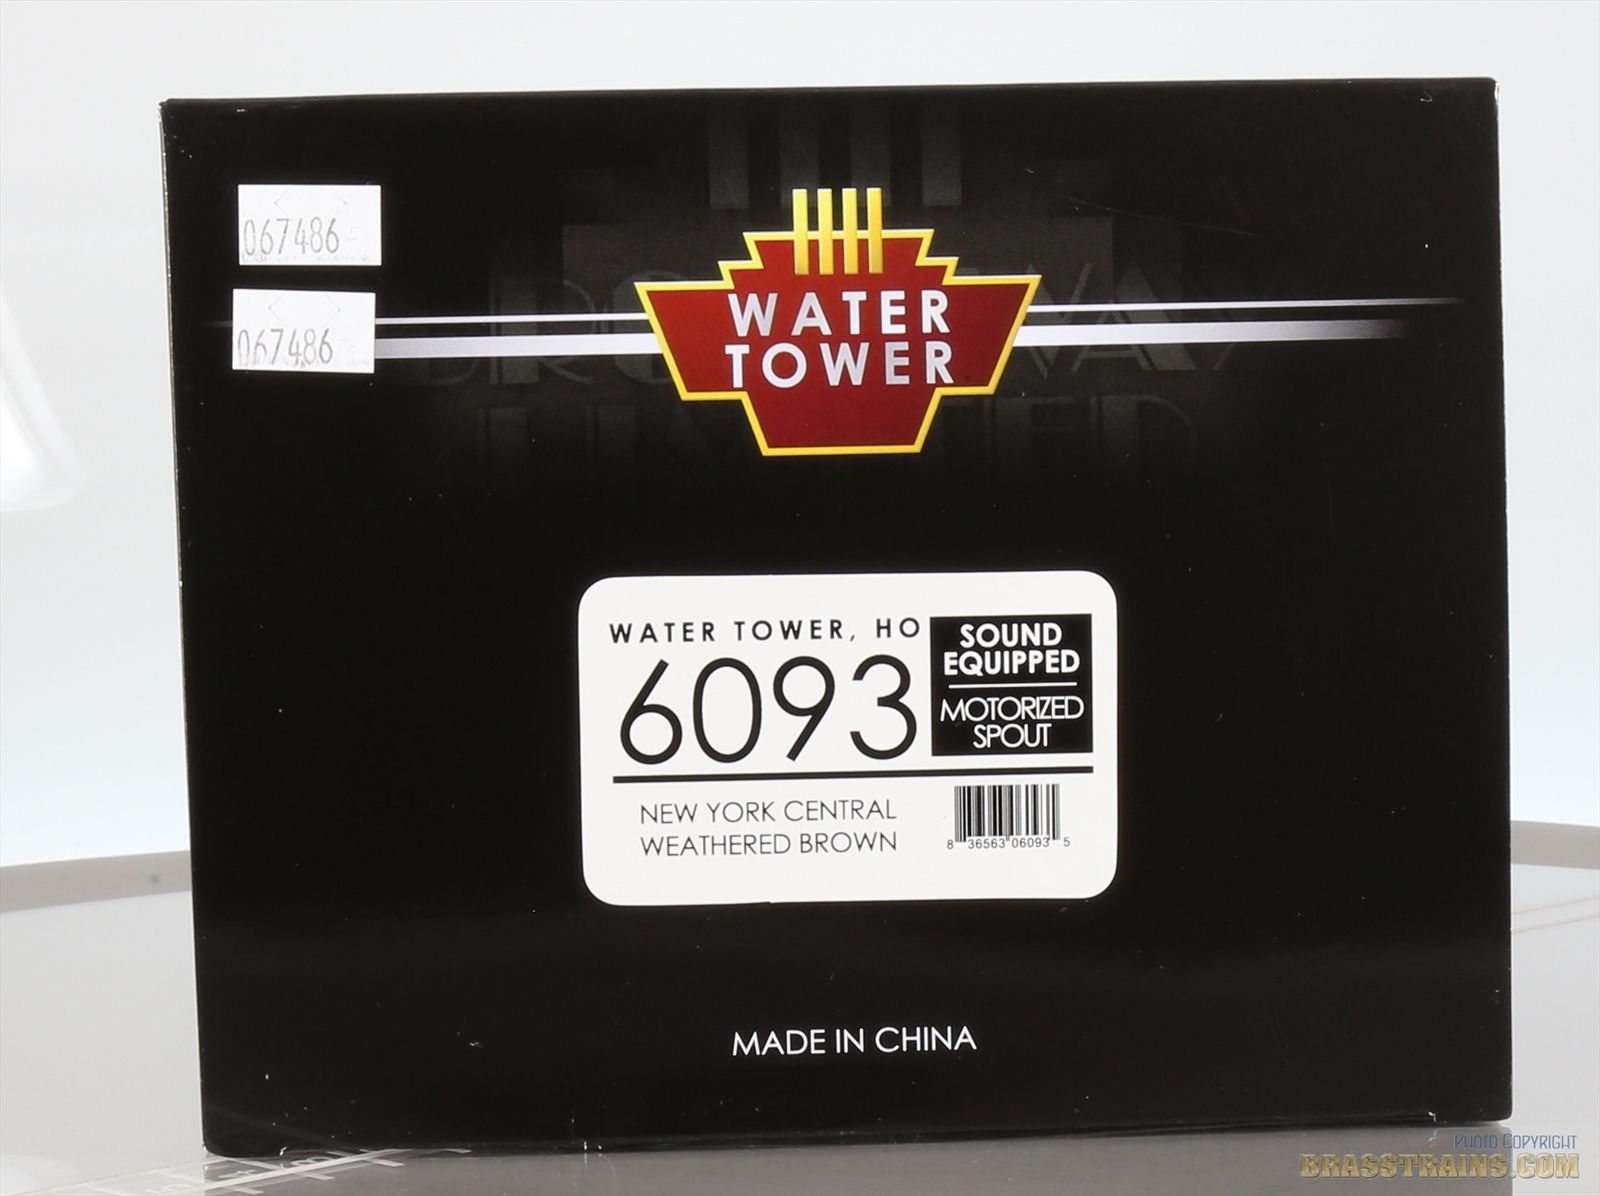 067486
067486
WATER
TOWER
WATER TOWER, HO
6093
SOUND
EQUIPPED
MOTORIZED
SPOUT
NEW YORK CENTRAL
WEATHERED BROWN
8 36563 06093 5
MADE IN CHINA
PHOTO COPYRIGHT
BRASSTRAINS.COM